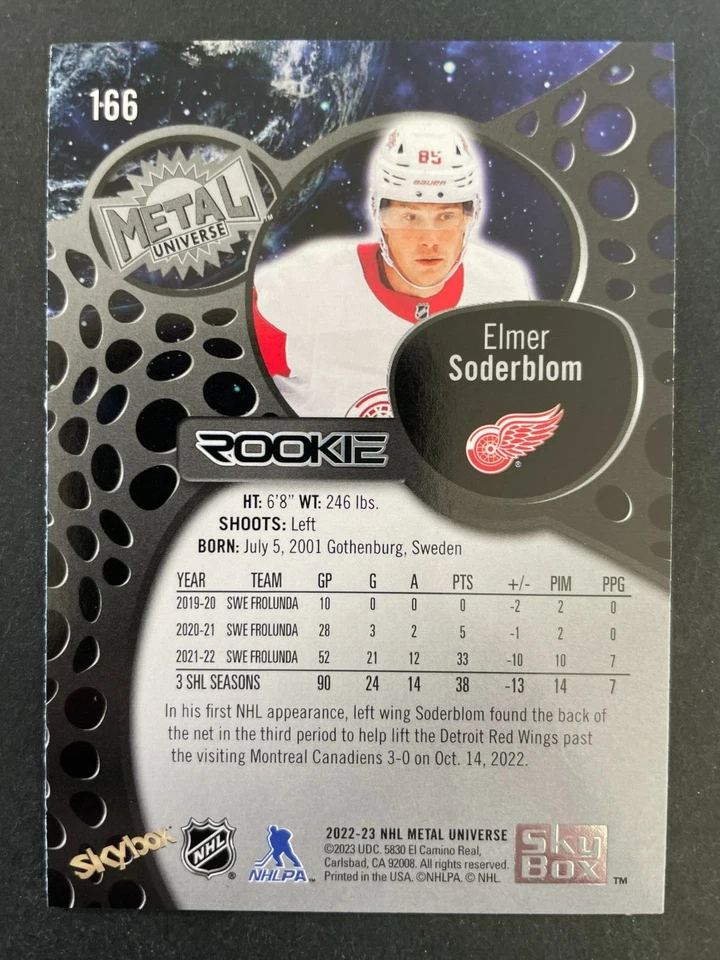 166
METAL
UNIVERSE
TM
85
BAUER
NHL
Elmer
Soderblom
®
ROOKIE
HT: 6'8" WT: 246 lbs.
SHOOTS: Left
BORN: July 5, 2001 Gothenburg, Sweden
YEAR TEAM GP G A PTS +/- PIM PPG
2019-20 SWE FROLUNDA 10 0 0 0 -2 2 0
2020-21 SWE FROLUNDA 28 3 2 5 -1 2 0
2021-22 SWE FROLUNDA 52 21 12 33 -10 10 7
3 SHL SEASONS 90 24 14 38 -13 14 7
In his first NHL appearance, left wing Soderblom found the back of
the net in the third period to help lift the Detroit Red Wings past
the visiting Montreal Canadiens 3-0 on Oct. 14, 2022.
skybox
NHL ®
NHLPA TM
2022-23 NHL METAL UNIVERSE
©2023 UDC. 5830 El Camino Real,
Carlsbad, CA 92008. All rights reserved.
Printed in the USA. ©NHLPA. © NHL.
Sky
Box TM